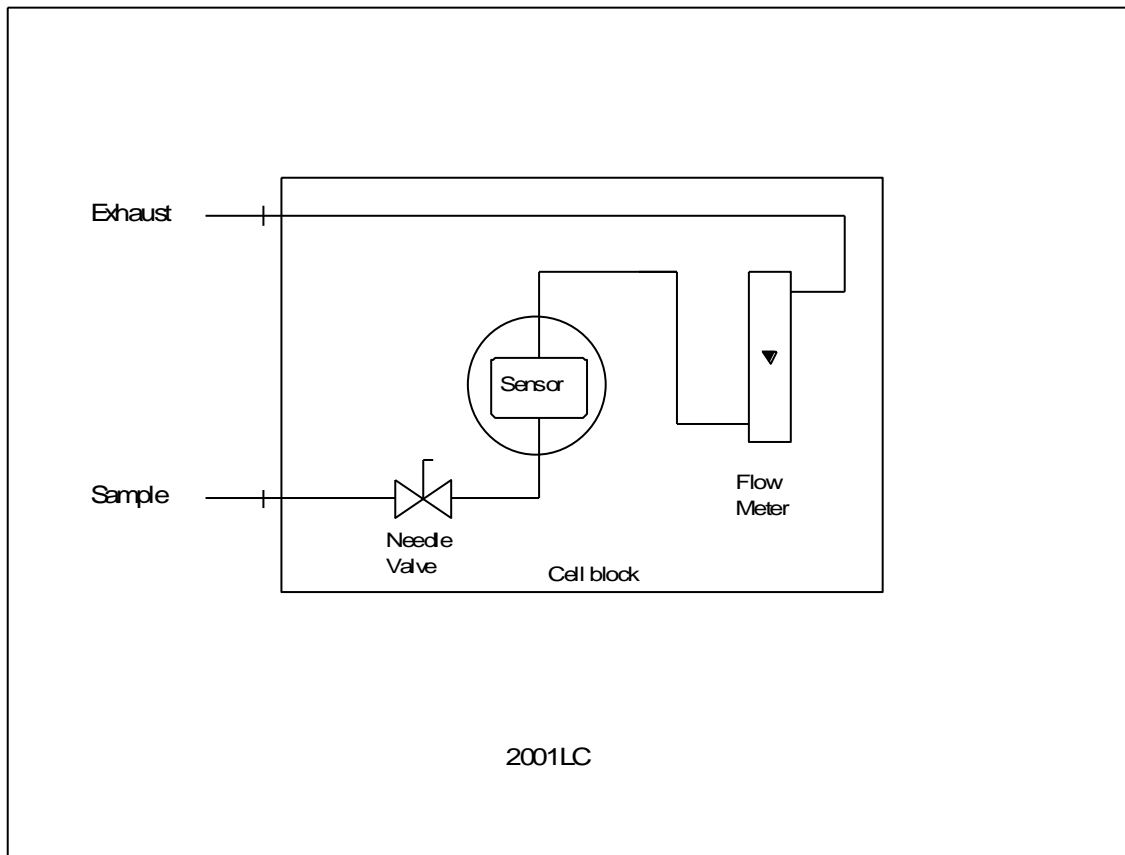 Exhaust
Sensor
Sample
Flow
Meter
Needle
Valve
Cell block
2001LC